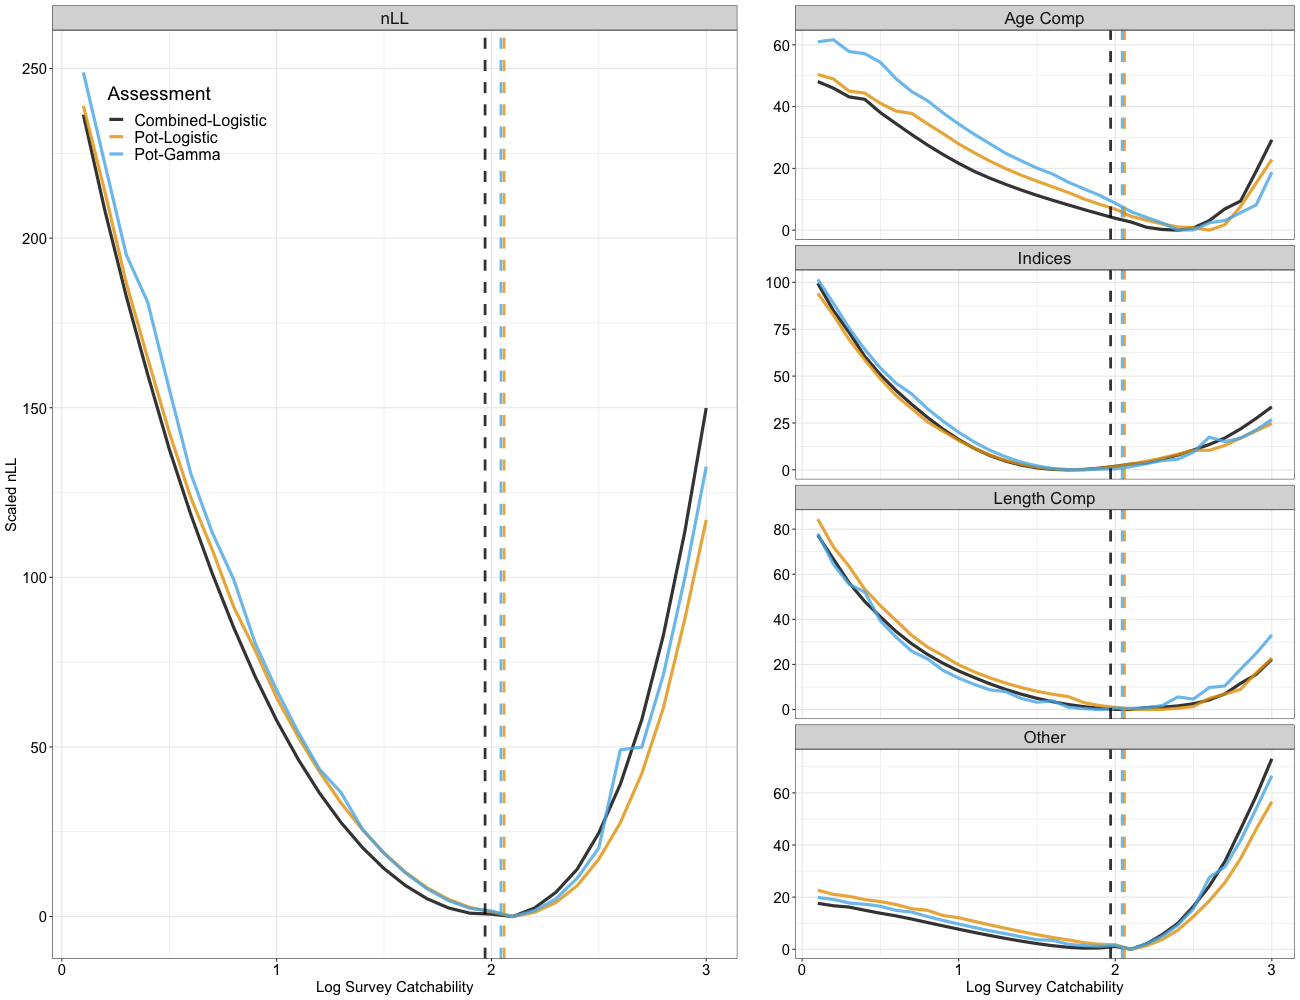 nLL
Scaled nLL
250
200
150
100
50
0
Assessment
Combined-Logistic
Pot-Logistic
Pot-Gamma
0 1 2 3
Log Survey Catchability
Age Comp
60
40
20
0
Indices
100
75
50
25
0
Length Comp
80
60
40
20
0
Other
60
40
20
0
0 1 2 3
Log Survey Catchability